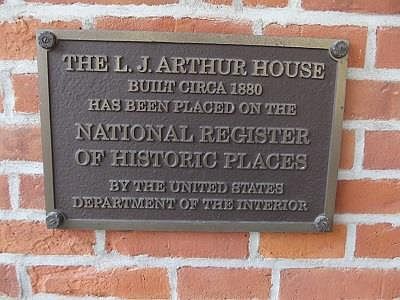 THE L. J. ARTHUR HOUSE
BUILT CIRCA 1880
HAS BEEN PLACED ON THE
NATIONAL REGISTER
OF HISTORIC PLACES
BY THE UNITED STATES
DEPARTMENT OF THE INTERIOR